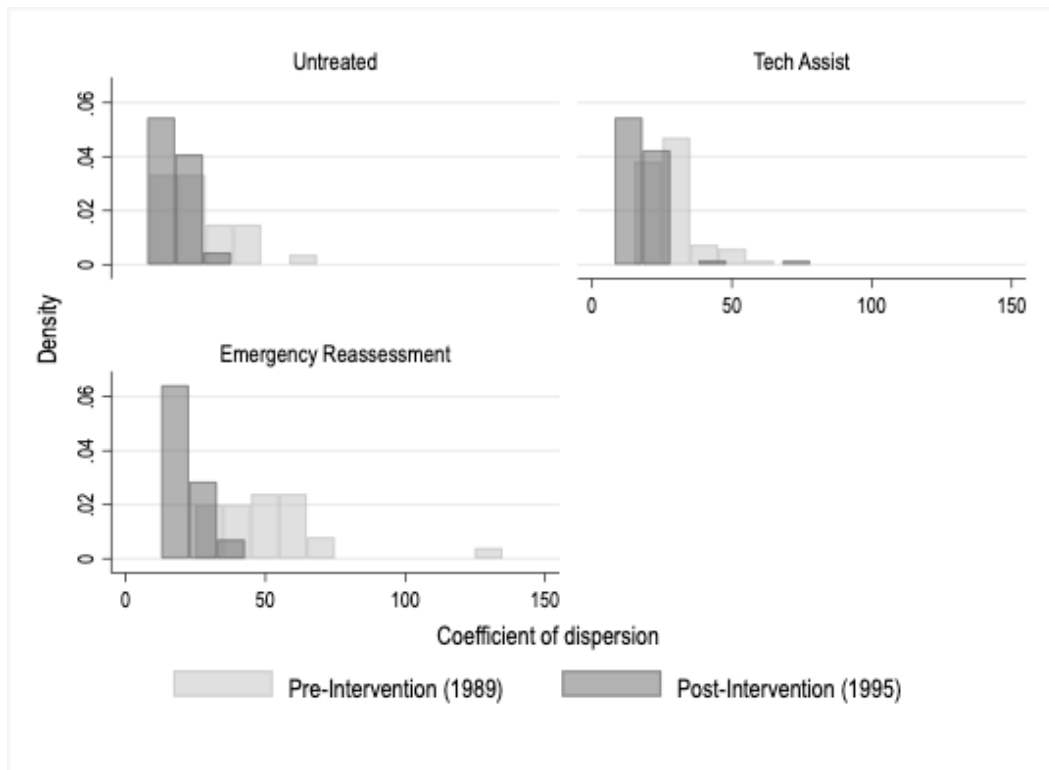 Untreated
Tech Assist
.06
.04
.02
0
0 50 100 150
Density
Emergency Reassessment
.06
.04
.02
0
0 50 100 150
Coefficient of dispersion
Pre-Intervention (1989) Post-Intervention (1995)